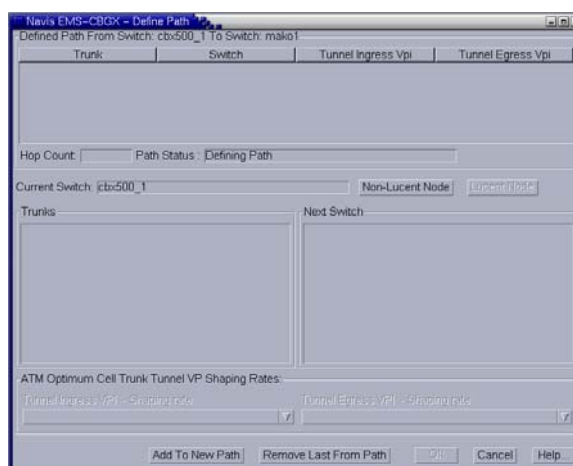 Navis EMS-CBGX - Define Path
Defined Path From Switch: cbx500_1 To Switch: mako1
Trunk Switch Tunnel Ingress Vpi Tunnel Egress Vpi
Hop Count: Path Status : Defining Path
Current Switch: cbx500_1 Non-Lucent Node Lucent Node
Trunks Next Switch
ATM Optimum Cell Trunk Tunnel VP Shaping Rates:
Tunnel Ingress VPI - Shaping rate Tunnel Egress VPI - Shaping rate
Add To New Path Remove Last From Path OK Cancel Help...